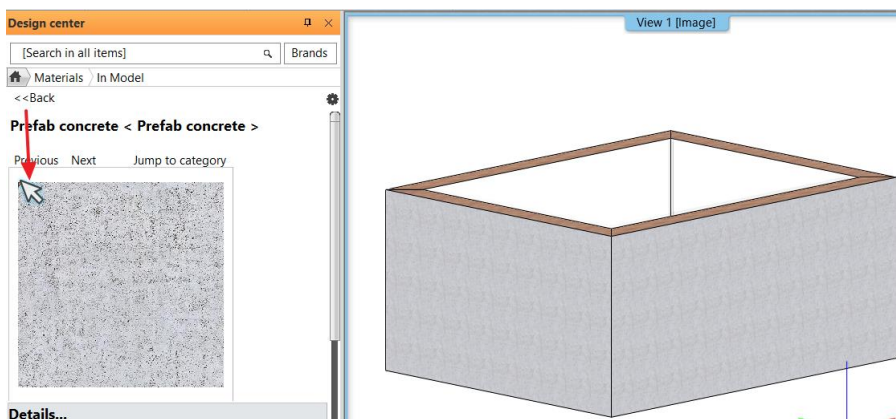 Design center
[Search in all items] Brands
Materials In Model
<<Back
Prefab concrete < Prefab concrete >
Previous Next Jump to category
Details...
View 1 [Image]